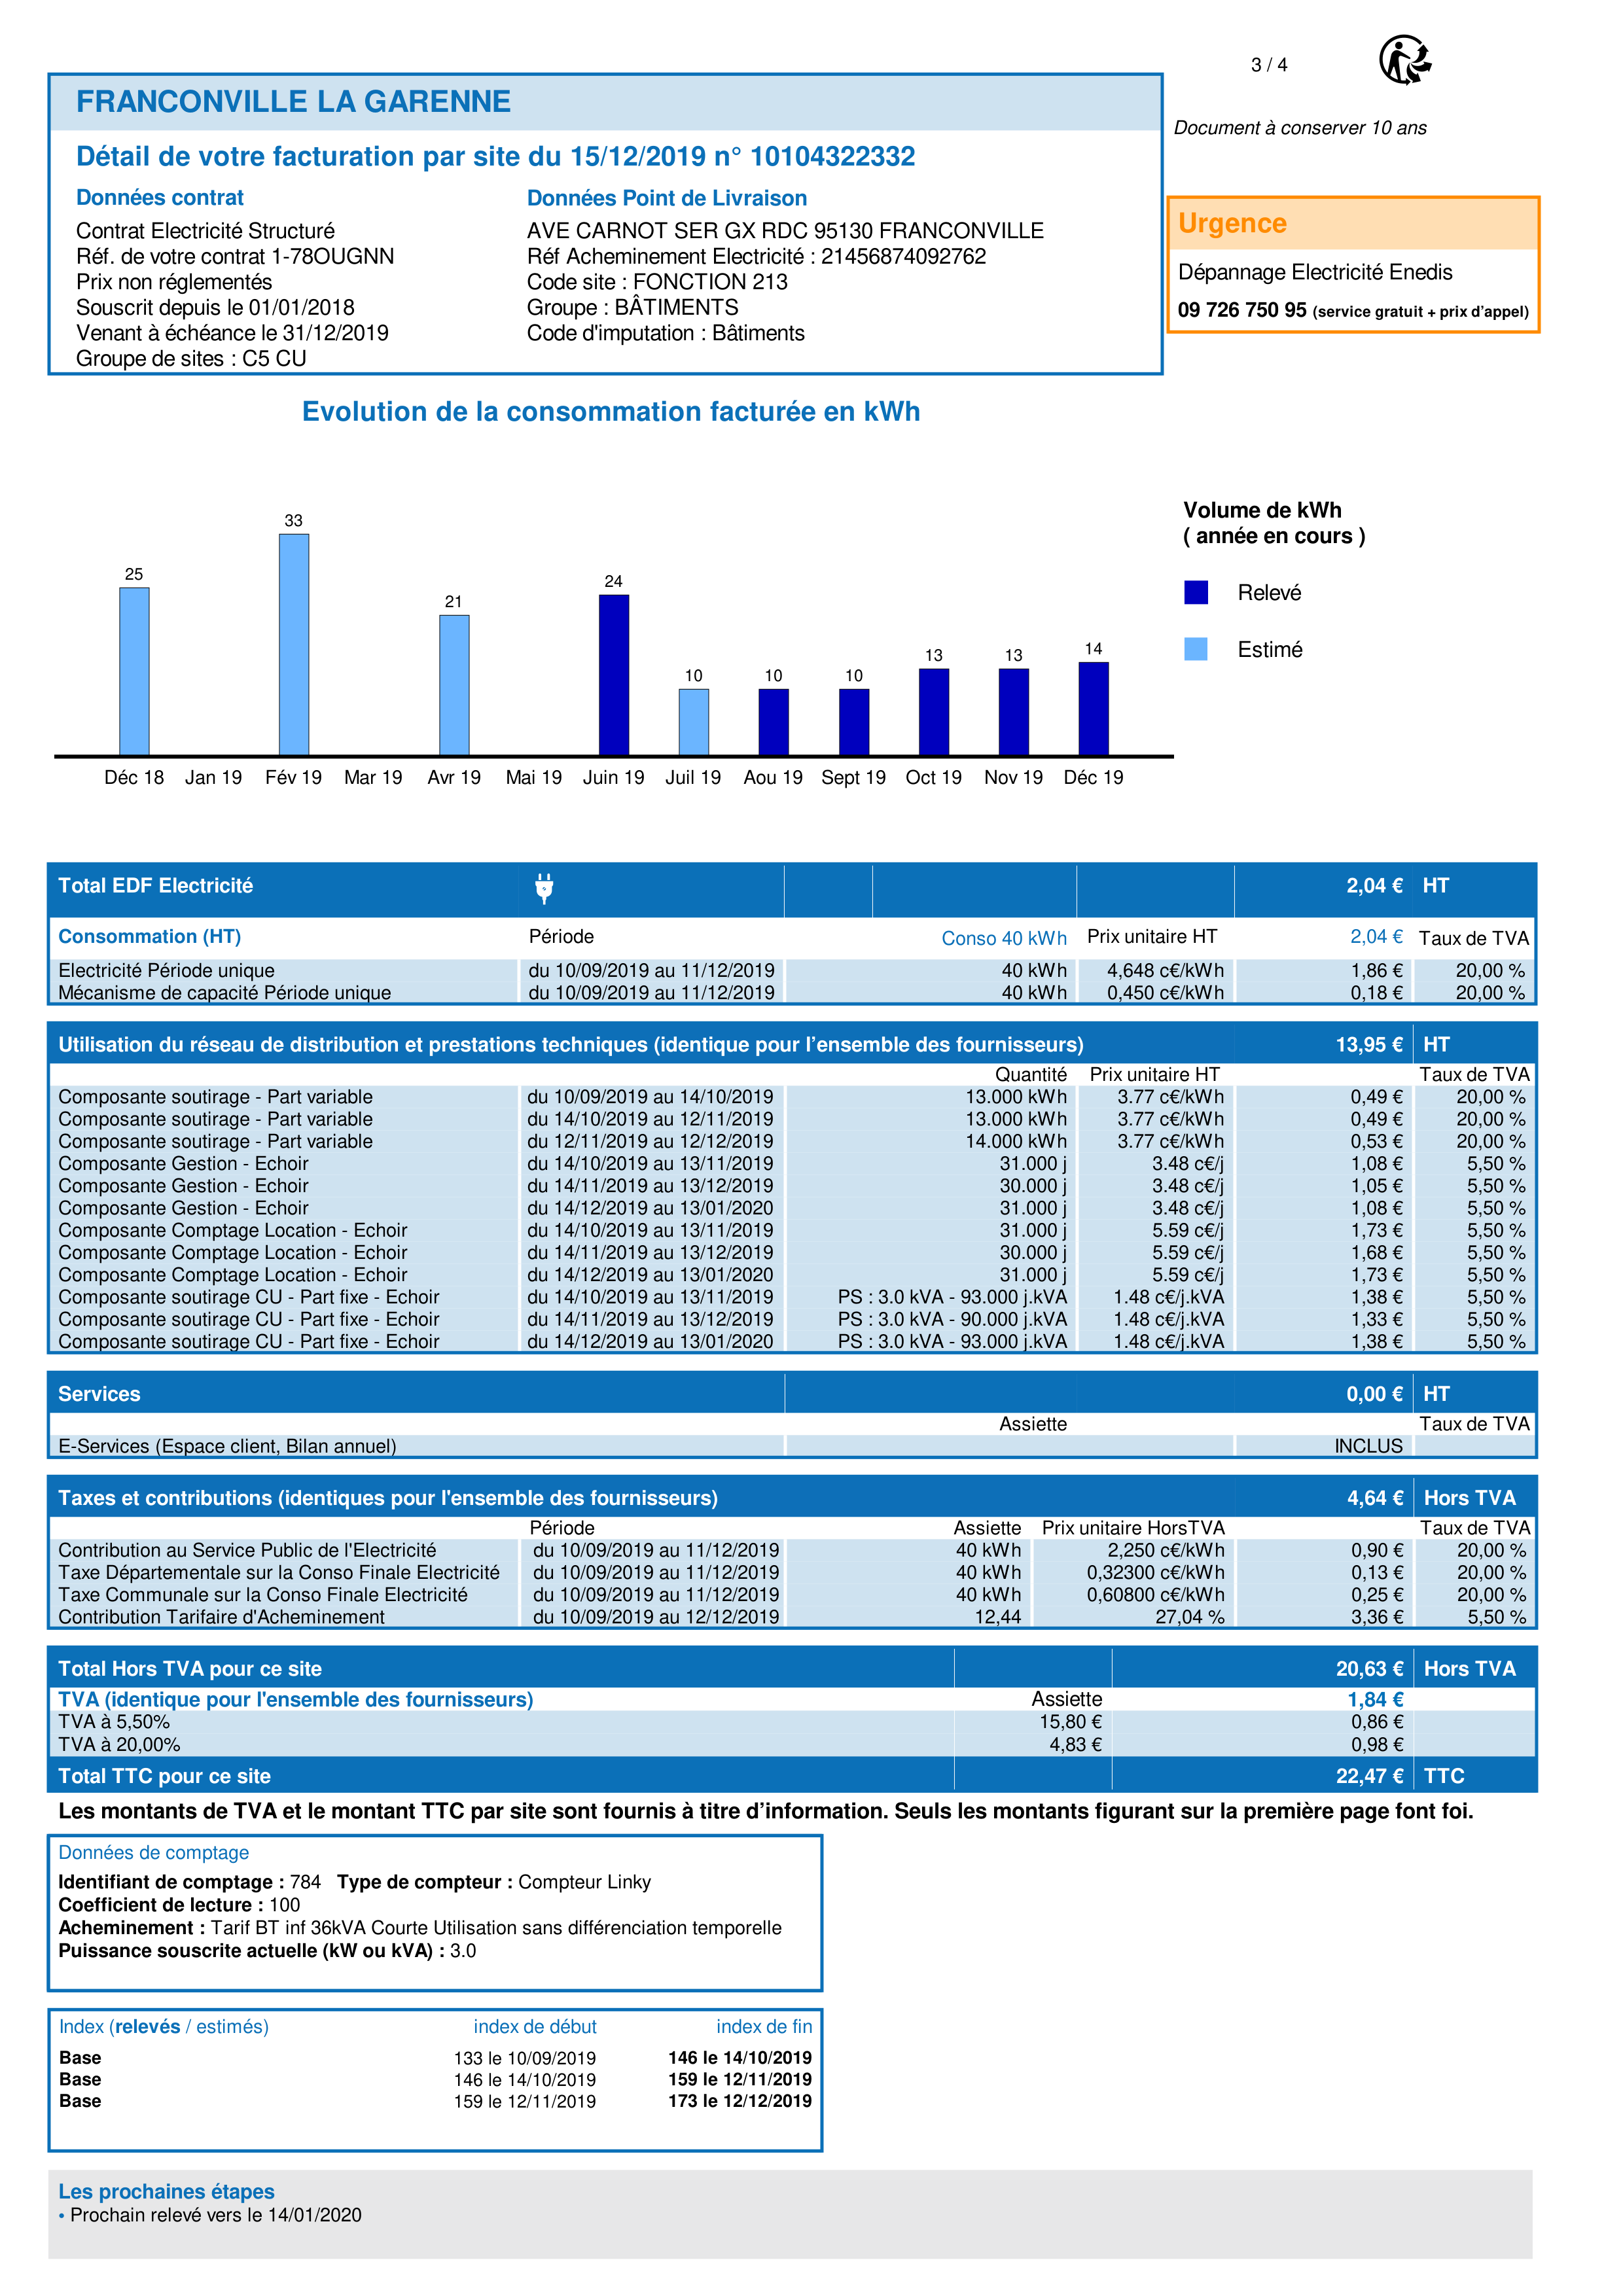 3 / 4
Document à conserver 10 ans
FRANCONVILLE LA GARENNE
Détail de votre facturation par site du 15/12/2019 n° 10104322332
Données contrat
Contrat Electricité Structuré
Réf. de votre contrat 1-78OUGNN
Prix non réglementés
Souscrit depuis le 01/01/2018
Venant à échéance le 31/12/2019
Groupe de sites : C5 CU
Données Point de Livraison
AVE CARNOT SER GX RDC 95130 FRANCONVILLE
Réf Acheminement Electricité : 21456874092762
Code site : FONCTION 213
Groupe : BÂTIMENTS
Code d'imputation : Bâtiments
Urgence
Dépannage Electricité Enedis
09 726 750 95 (service gratuit + prix d'appel)
Evolution de la consommation facturée en kWh
25 33 21 24 10 10 10 13 13 14
Déc 18 Jan 19 Fév 19 Mar 19 Avr 19 Mai 19 Juin 19 Juil 19 Aou 19 Sept 19 Oct 19 Nov 19 Déc 19
Volume de kWh
( année en cours )
Relevé
Estimé
Total EDF Electricité 2,04 € HT
Consommation (HT) Période Conso 40 kWh Prix unitaire HT 2,04 € Taux de TVA
Electricité Période unique du 10/09/2019 au 11/12/2019 40 kWh 4,648 c€/kWh 1,86 € 20,00 %
Mécanisme de capacité Période unique du 10/09/2019 au 11/12/2019 40 kWh 0,450 c€/kWh 0,18 € 20,00 %
Utilisation du réseau de distribution et prestations techniques (identique pour l'ensemble des fournisseurs) 13,95 € HT
Quantité Prix unitaire HT Taux de TVA
Composante soutirage - Part variable du 10/09/2019 au 14/10/2019 13.000 kWh 3.77 c€/kWh 0,49 € 20,00 %
Composante soutirage - Part variable du 14/10/2019 au 12/11/2019 13.000 kWh 3.77 c€/kWh 0,49 € 20,00 %
Composante soutirage - Part variable du 12/11/2019 au 12/12/2019 14.000 kWh 3.77 c€/kWh 0,53 € 20,00 %
Composante Gestion - Echoir du 14/10/2019 au 13/11/2019 31.000 j 3.48 c€/j 1,08 € 5,50 %
Composante Gestion - Echoir du 14/11/2019 au 13/12/2019 30.000 j 3.48 c€/j 1,05 € 5,50 %
Composante Gestion - Echoir du 14/12/2019 au 13/01/2020 31.000 j 3.48 c€/j 1,08 € 5,50 %
Composante Comptage Location - Echoir du 14/10/2019 au 13/11/2019 31.000 j 5.59 c€/j 1,73 € 5,50 %
Composante Comptage Location - Echoir du 14/11/2019 au 13/12/2019 30.000 j 5.59 c€/j 1,68 € 5,50 %
Composante Comptage Location - Echoir du 14/12/2019 au 13/01/2020 31.000 j 5.59 c€/j 1,73 € 5,50 %
Composante soutirage CU - Part fixe - Echoir du 14/10/2019 au 13/11/2019 PS : 3.0 kVA - 93.000 j.kVA 1.48 c€/j.kVA 1,38 € 5,50 %
Composante soutirage CU - Part fixe - Echoir du 14/11/2019 au 13/12/2019 PS : 3.0 kVA - 90.000 j.kVA 1.48 c€/j.kVA 1,33 € 5,50 %
Composante soutirage CU - Part fixe - Echoir du 14/12/2019 au 13/01/2020 PS : 3.0 kVA - 93.000 j.kVA 1.48 c€/j.kVA 1,38 € 5,50 %
Services 0,00 € HT
Assiette Taux de TVA
E-Services (Espace client, Bilan annuel) INCLUS
Taxes et contributions (identiques pour l'ensemble des fournisseurs) 4,64 € Hors TVA
Période Assiette Prix unitaire HorsTVA Taux de TVA
Contribution au Service Public de l'Electricité du 10/09/2019 au 11/12/2019 40 kWh 2,250 c€/kWh 0,90 € 20,00 %
Taxe Départementale sur la Conso Finale Electricité du 10/09/2019 au 11/12/2019 40 kWh 0,32300 c€/kWh 0,13 € 20,00 %
Taxe Communale sur la Conso Finale Electricité du 10/09/2019 au 11/12/2019 40 kWh 0,60800 c€/kWh 0,25 € 20,00 %
Contribution Tarifaire d'Acheminement du 10/09/2019 au 12/12/2019 12,44 27,04 % 3,36 € 5,50 %
Total Hors TVA pour ce site 20,63 € Hors TVA
TVA (identique pour l'ensemble des fournisseurs) Assiette 1,84 €
TVA à 5,50% 15,80 € 0,86 €
TVA à 20,00% 4,83 € 0,98 €
Total TTC pour ce site 22,47 € TTC
Les montants de TVA et le montant TTC par site sont fournis à titre d'information. Seuls les montants figurant sur la première page font foi.
Données de comptage
Identifiant de comptage : 784 Type de compteur : Compteur Linky
Coefficient de lecture : 100
Acheminement : Tarif BT inf 36kVA Courte Utilisation sans différenciation temporelle
Puissance souscrite actuelle (kW ou kVA) : 3.0
Index (relevés / estimés) index de début index de fin
Base 133 le 10/09/2019 146 le 14/10/2019
Base 146 le 14/10/2019 159 le 12/11/2019
Base 159 le 12/11/2019 173 le 12/12/2019
Les prochaines étapes
• Prochain relevé vers le 14/01/2020